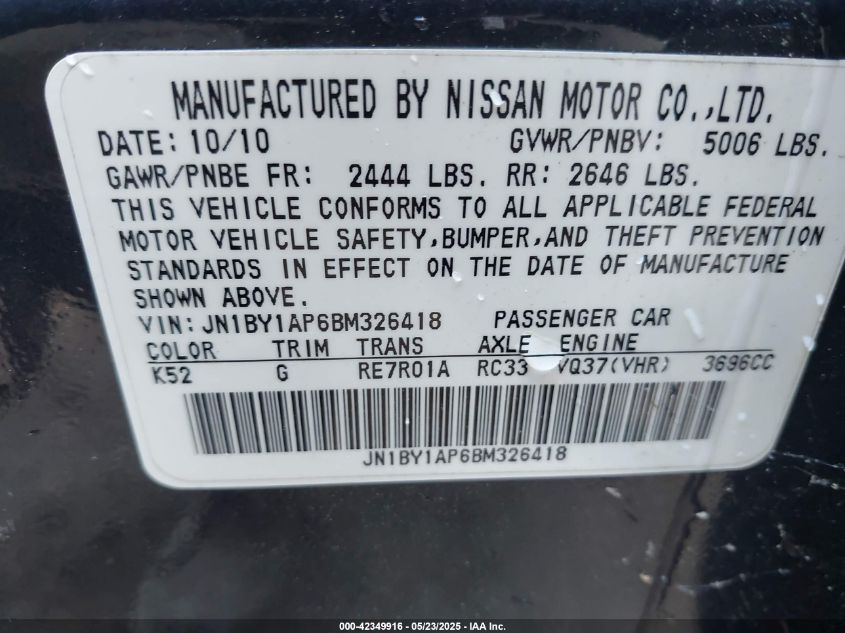 MANUFACTURED BY NISSAN MOTOR CO.,LTD.
DATE: 10/10 GVWR/PNBV: 5006 LBS.
GAWR/PNBE FR: 2444 LBS. RR: 2646 LBS.
THIS VEHICLE CONFORMS TO ALL APPLICABLE FEDERAL
MOTOR VEHICLE SAFETY,BUMPER,AND THEFT PREVENTION
STANDARDS IN EFFECT ON THE DATE OF MANUFACTURE
SHOWN ABOVE.
VIN: JN1BY1AP6BM326418 PASSENGER CAR
COLOR TRIM TRANS AXLE ENGINE
K52 G RE7R01A RC33 VQ37(VHR) 3696CC
JN1BY1AP6BM326418
000-42349916 - 05/23/2025 - IAA Inc.